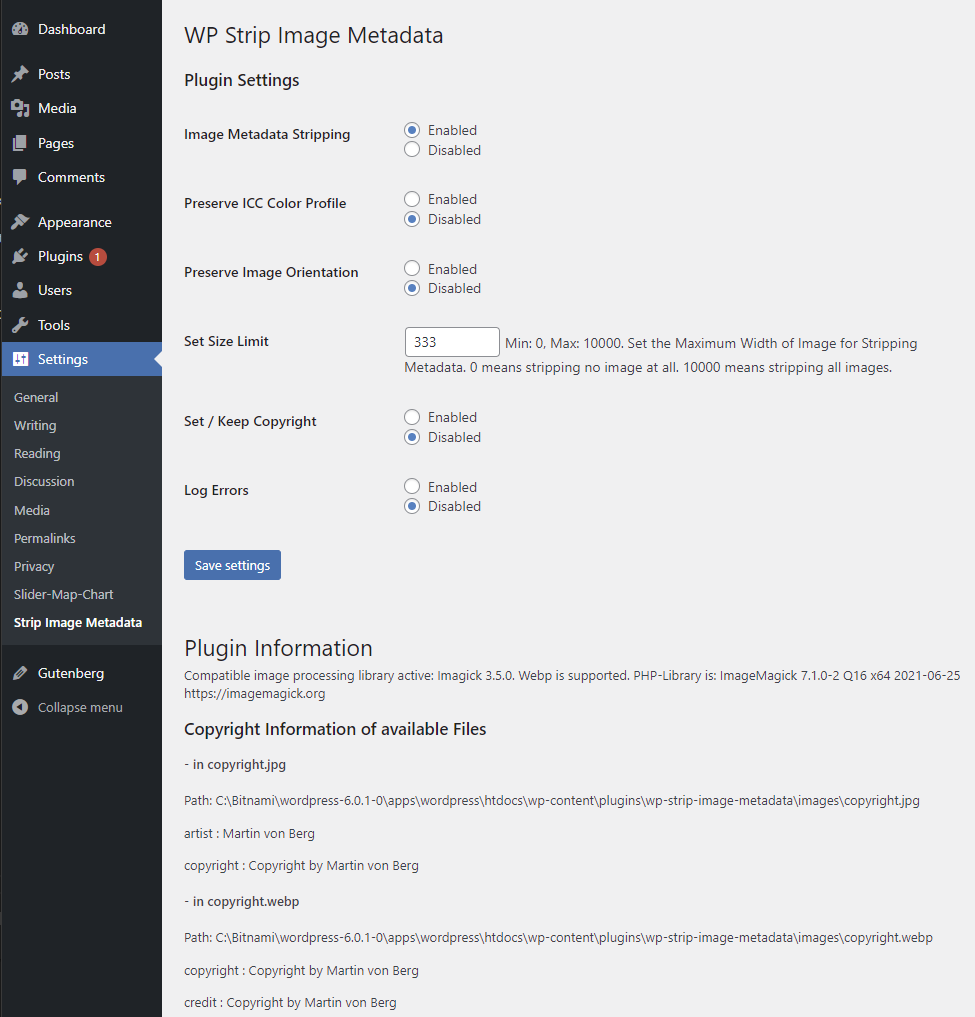 Dashboard
Posts
Media
Pages
Comments
Appearance
Plugins 1
Users
Tools
Settings
General
Writing
Reading
Discussion
Media
Permalinks
Privacy
Slider-Map-Chart
Strip Image Metadata
Gutenberg
Collapse menu
WP Strip Image Metadata
Plugin Settings
Image Metadata Stripping
Enabled
Disabled
Preserve ICC Color Profile
Enabled
Disabled
Preserve Image Orientation
Enabled
Disabled
Set Size Limit
333 Min: 0, Max: 10000. Set the Maximum Width of Image for Stripping
Metadata. 0 means stripping no image at all. 10000 means stripping all images.
Set / Keep Copyright
Enabled
Disabled
Log Errors
Enabled
Disabled
Save settings
Plugin Information
Compatible image processing library active: Imagick 3.5.0. Webp is supported. PHP-Library is: ImageMagick 7.1.0-2 Q16 x64 2021-06-25
https://imagemagick.org
Copyright Information of available Files
- in copyright.jpg
Path: C:\Bitnami\wordpress-6.0.1-0\apps\wordpress\htdocs\wp-content\plugins\wp-strip-image-metadata\images\copyright.jpg
artist : Martin von Berg
copyright : Copyright by Martin von Berg
- in copyright.webp
Path: C:\Bitnami\wordpress-6.0.1-0\apps\wordpress\htdocs\wp-content\plugins\wp-strip-image-metadata\images\copyright.webp
copyright : Copyright by Martin von Berg
credit : Copyright by Martin von Berg